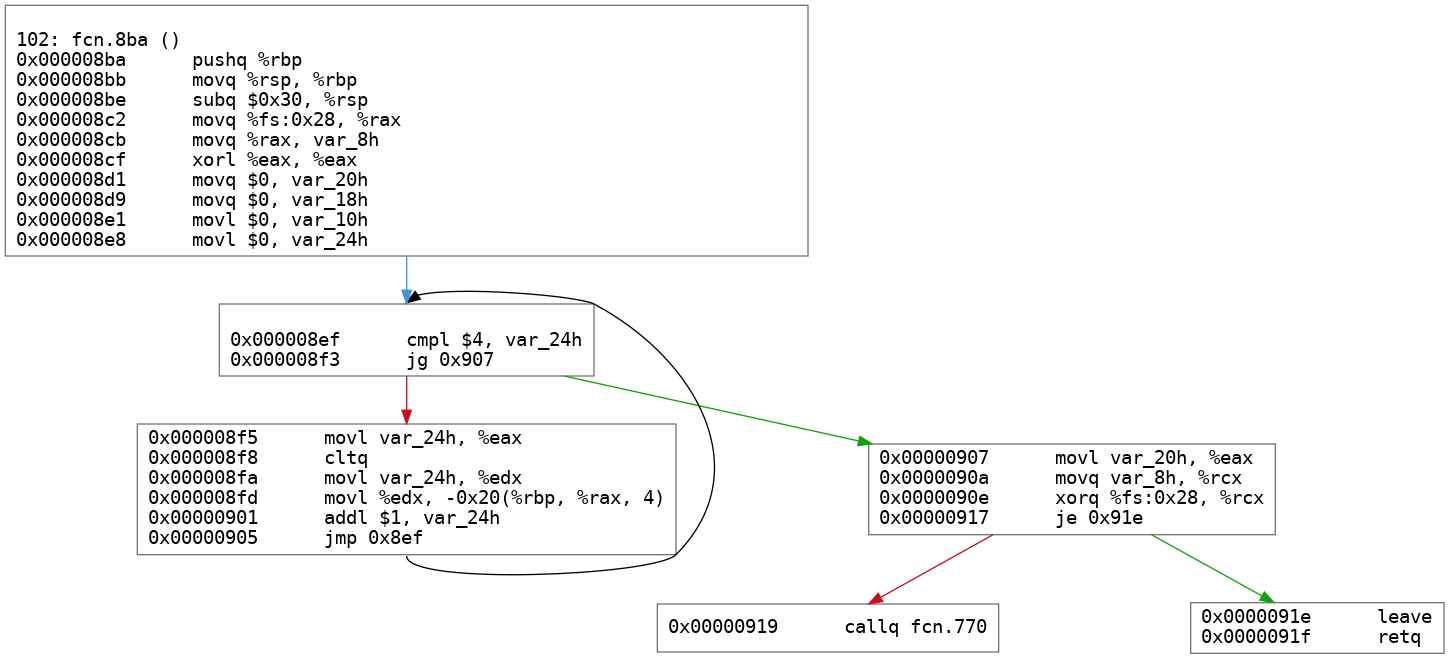 102: fcn.8ba ()
0x000008ba      pushq %rbp
0x000008bb      movq %rsp, %rbp
0x000008be      subq $0x30, %rsp
0x000008c2      movq %fs:0x28, %rax
0x000008cb      movq %rax, var_8h
0x000008cf      xorl %eax, %eax
0x000008d1      movq $0, var_20h
0x000008d9      movq $0, var_18h
0x000008e1      movl $0, var_10h
0x000008e8      movl $0, var_24h
0x000008ef      cmpl $4, var_24h
0x000008f3      jg 0x907
0x000008f5      movl var_24h, %eax
0x000008f8      cltq
0x000008fa      movl var_24h, %edx
0x000008fd      movl %edx, -0x20(%rbp, %rax, 4)
0x00000901      addl $1, var_24h
0x00000905      jmp 0x8ef
0x00000907      movl var_20h, %eax
0x0000090a      movq var_8h, %rcx
0x0000090e      xorq %fs:0x28, %rcx
0x00000917      je 0x91e
0x00000919      callq fcn.770
0x0000091e      leave
0x0000091f      retq